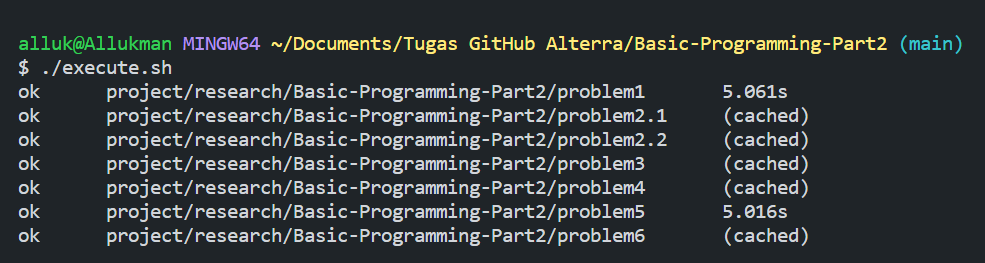 alluk@Allukman MINGW64 ~/Documents/Tugas GitHub Alterra/Basic-Programming-Part2 (main)
$ ./execute.sh
ok      project/research/Basic-Programming-Part2/problem1       5.061s
ok      project/research/Basic-Programming-Part2/problem2.1     (cached)
ok      project/research/Basic-Programming-Part2/problem2.2     (cached)
ok      project/research/Basic-Programming-Part2/problem3       (cached)
ok      project/research/Basic-Programming-Part2/problem4       (cached)
ok      project/research/Basic-Programming-Part2/problem5       5.016s
ok      project/research/Basic-Programming-Part2/problem6       (cached)